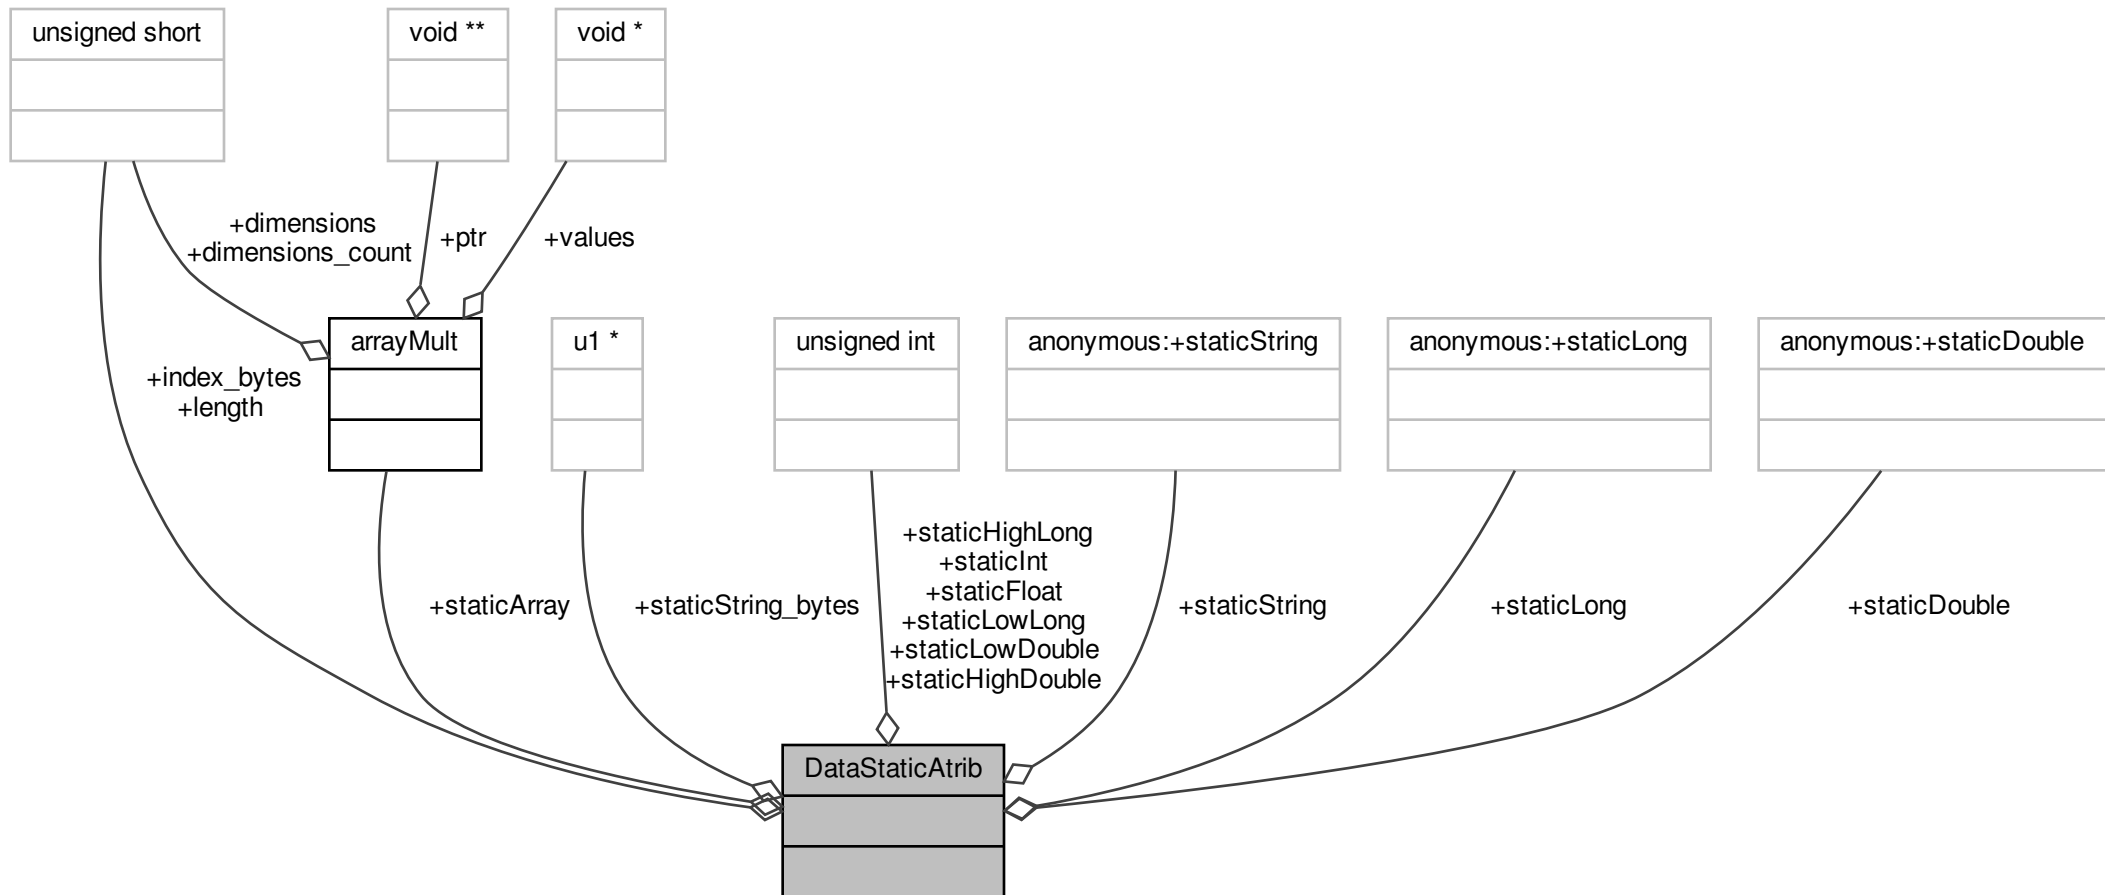 unsigned short
void **
void *
+dimensions
+dimensions_count
+ptr
+values
arrayMult
u1 *
unsigned int
anonymous:+staticString
anonymous:+staticLong
anonymous:+staticDouble
+index_bytes
+length
+staticArray
+staticString_bytes
+staticHighLong
+staticInt
+staticFloat
+staticLowLong
+staticLowDouble
+staticHighDouble
+staticString
+staticLong
+staticDouble
DataStaticAtrib